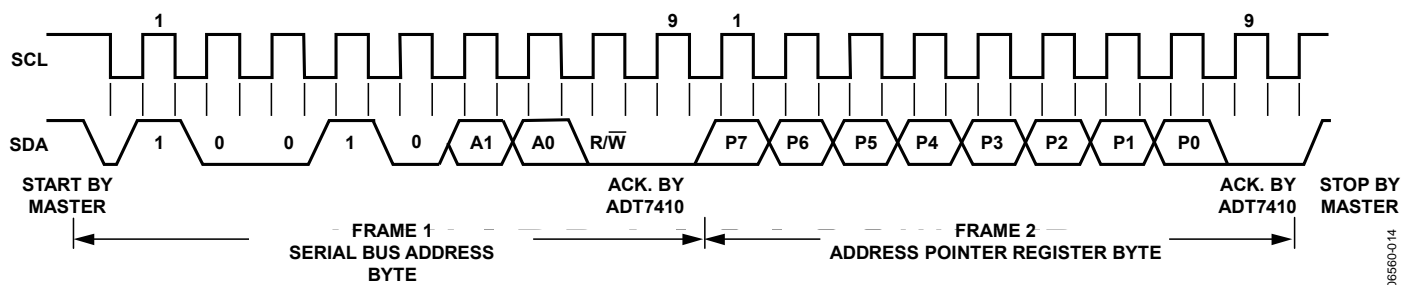 1 9 1 9
SCL
SDA 1 0 0 1 0 A1 A0 R/W̅ P7 P6 P5 P4 P3 P2 P1 P0
START BY
MASTER
ACK. BY
ADT7410
ACK. BY
ADT7410
STOP BY
MASTER
FRAME 1
SERIAL BUS ADDRESS
BYTE
FRAME 2
ADDRESS POINTER REGISTER BYTE
06560-014